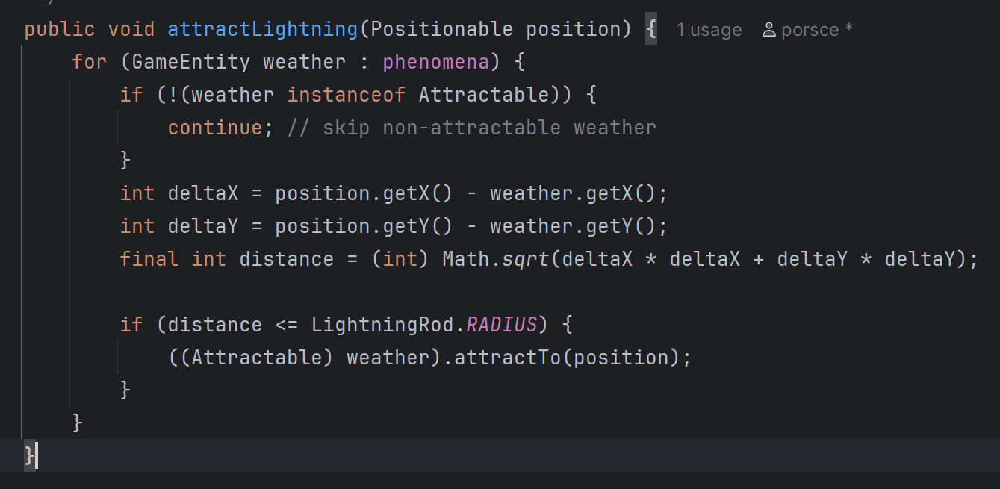 */
public void attractLightning(Positionable position) { 1 usage porsce *
for (GameEntity weather : phenomena) {
if (!(weather instanceof Attractable)) {
continue; // skip non-attractable weather
}
int deltaX = position.getX() - weather.getX();
int deltaY = position.getY() - weather.getY();
final int distance = (int) Math.sqrt(deltaX * deltaX + deltaY * deltaY);
if (distance <= LightningRod.RADIUS) {
((Attractable) weather).attractTo(position);
}
}
}